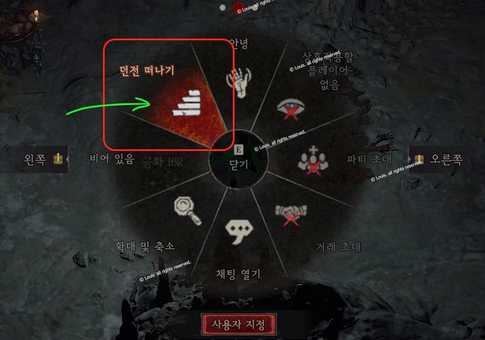 © Louis, all rights reserved.
안녕
던전 떠나기
상호작용할
플레이어
없음
© Louis, all rights reserved.
© Louis, all rights reserved.
E
닫기
왼쪽
비어 있음
파티 초대
오른쪽
© Louis, all rights reserved.
확대 및 축소
채팅 열기
거래 초대
© Louis, all rights reserved.
© Louis, all rights reserved.
사용자 지정